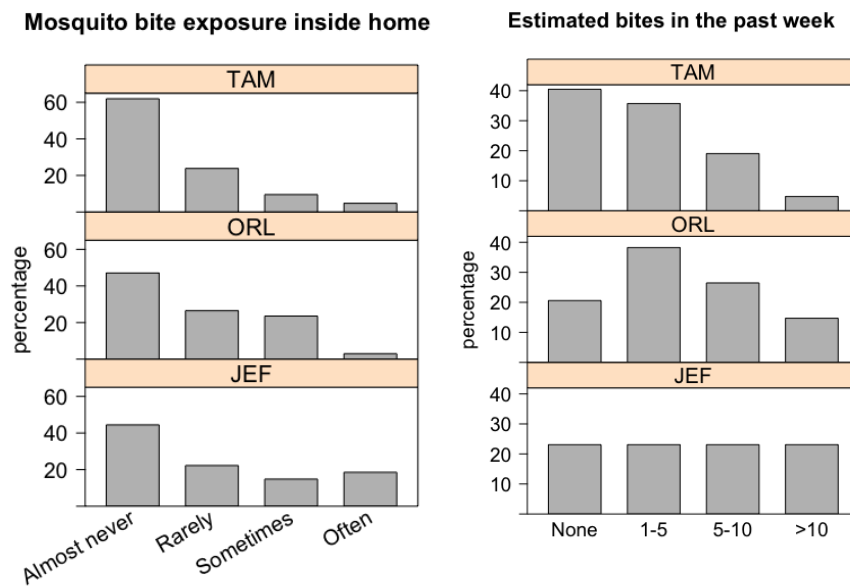 Mosquito bite exposure inside home
TAM
60
40
20
ORL
60
40
20
JEF
60
40
20
percentage
Almost never
Rarely
Sometimes
Often
Estimated bites in the past week
TAM
40
30
20
10
ORL
40
30
20
10
JEF
40
30
20
10
percentage
None
1-5
5-10
>10